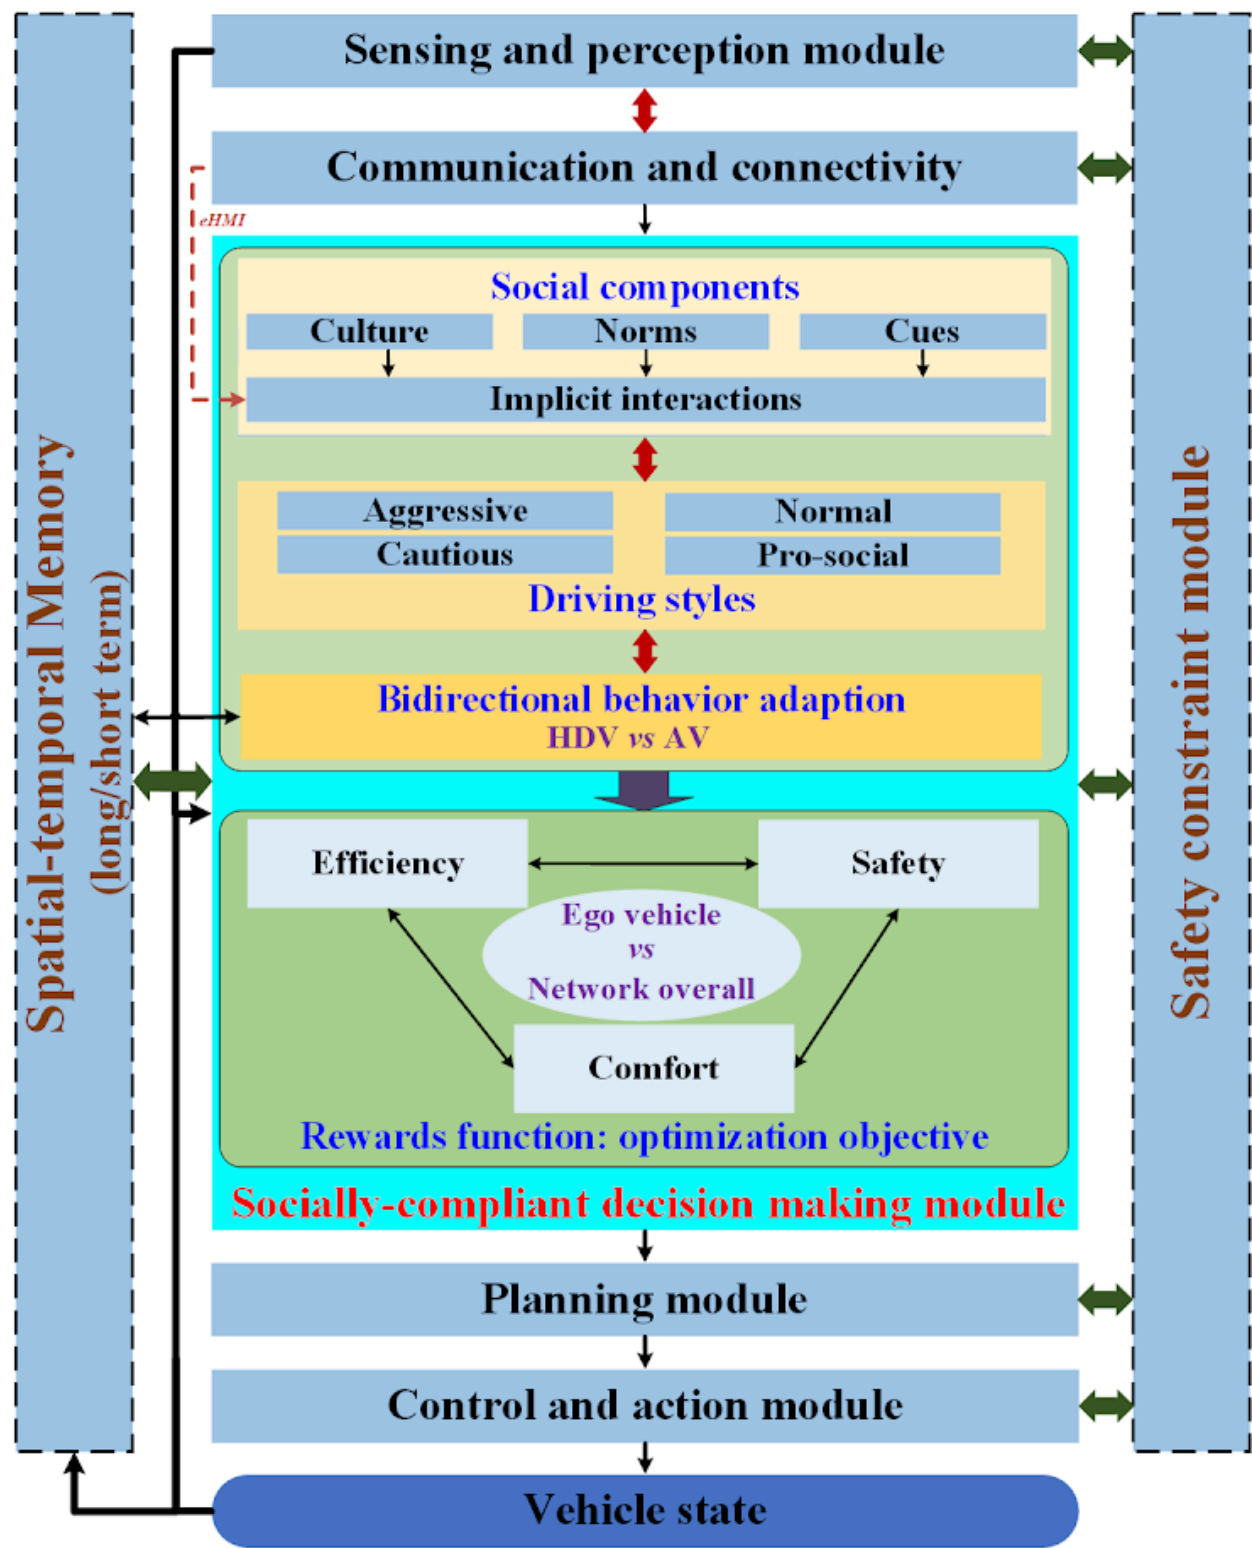 Sensing and perception module
Communication and connectivity
eHMI
Social components
Culture
Norms
Cues
Implicit interactions
Aggressive
Normal
Cautious
Pro-social
Driving styles
Bidirectional behavior adaption
HDV vs AV
Efficiency
Safety
Ego vehicle
vs
Network overall
Comfort
Rewards function: optimization objective
Socially-compliant decision making module
Planning module
Control and action module
Vehicle state
Spatial-temporal Memory
(long/short term)
Safety constraint module